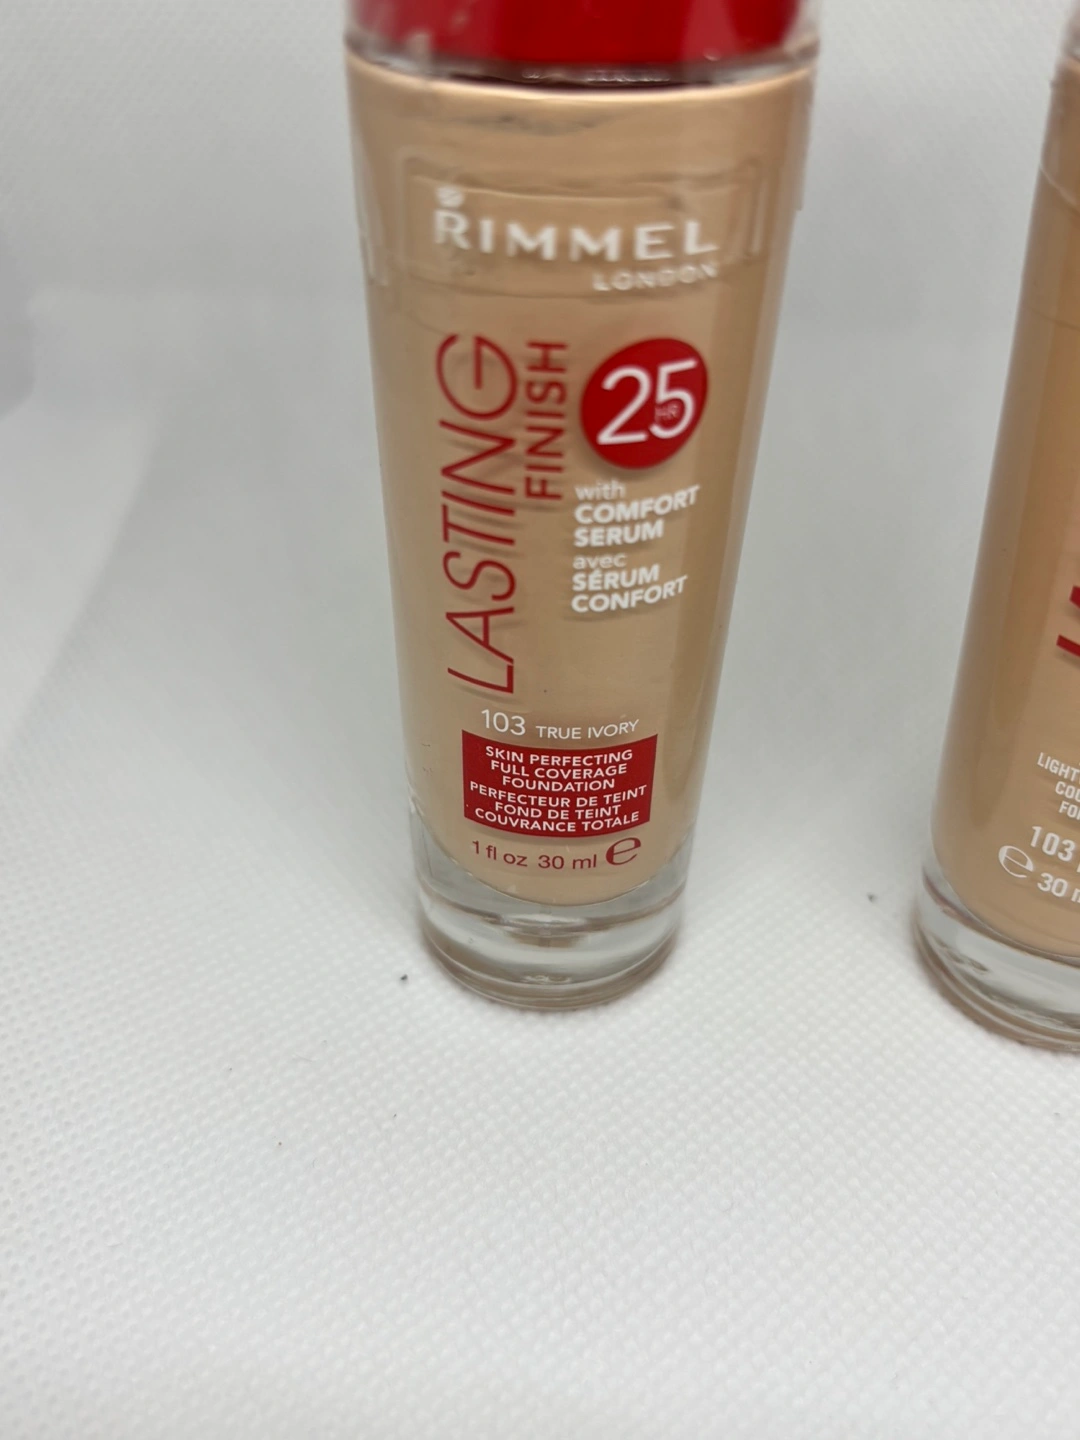 RIMMEL
LONDON
LASTING
FINISH
25
HR
with
COMFORT
SERUM
avec
SÉRUM
CONFORT
103 TRUE IVORY
SKIN PERFECTING
FULL COVERAGE
FOUNDATION
PERFECTEUR DE TEINT
FOND DE TEINT
COUVRANCE TOTALE
1 fl oz 30 ml e
LIGHT
103
e 30